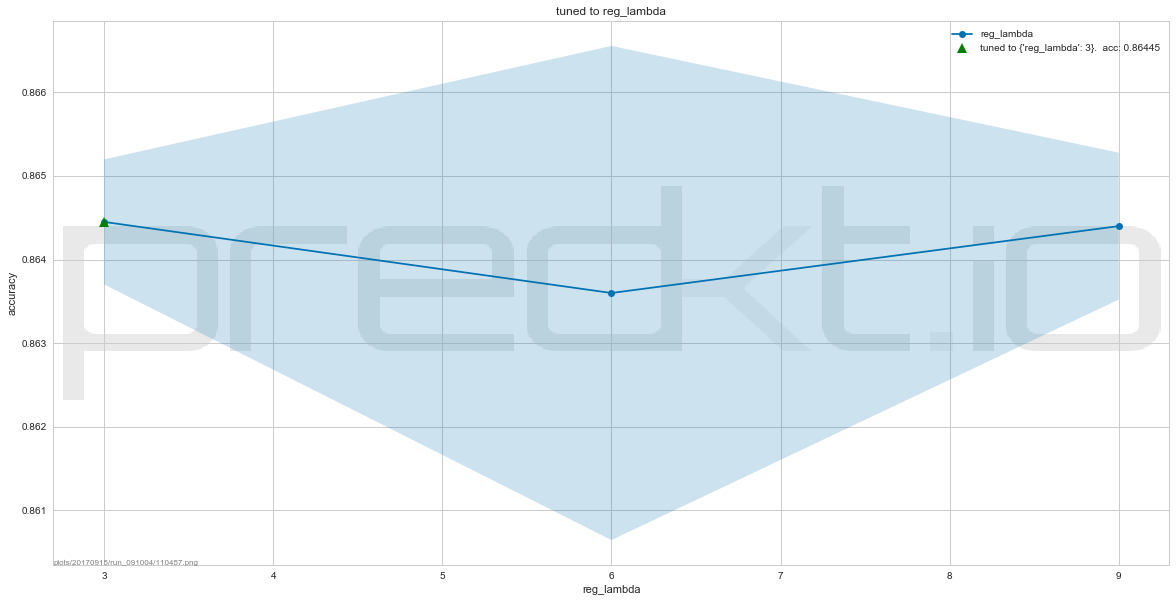 tuned to reg_lambda
reg_lambda
tuned to {'reg_lambda': 3}.  acc: 0.86445
0.866
0.865
0.864
0.863
0.862
0.861
accuracy
predkt.io
plots/20170915/run_091004/110457.png
3 4 5 6 7 8 9
reg_lambda